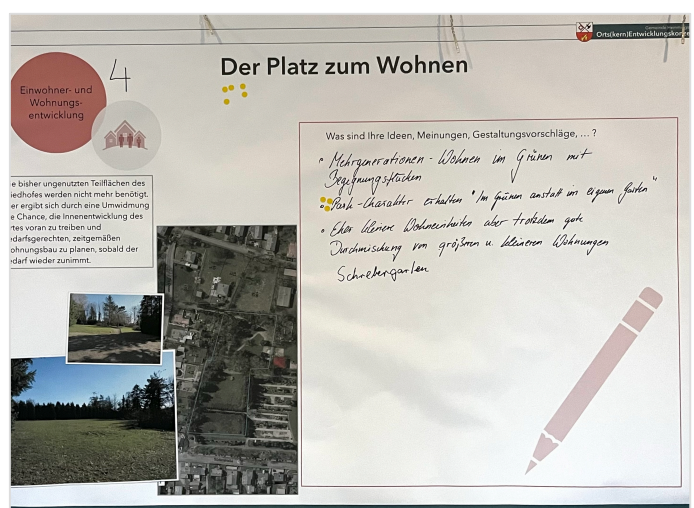 Orts(kern)Entwicklungskonze
4
Der Platz zum Wohnen
Einwohner- und
Wohnungs-
entwicklung
Was sind Ihre Ideen, Meinungen, Gestaltungsvorschläge, ... ?
• Mehrgenerationen - Wohnen im Grünen mit
Begegnungsflächen
• Park-Charakter erhalten "Im Grünen anstatt im eigenen Garten"
• Eher kleinere Wohneinheiten aber trotzdem gute
Durchmischung von größeren u. kleineren Wohnungen
Schrebergarten
e bisher ungenutzten Teilflächen des
iedhofes werden nicht mehr benötigt.
er ergibt sich durch eine Umwidmung
e Chance, die Innenentwicklung des
rtes voran zu treiben und
edarfsgerechten, zeitgemäßen
ohnungsbau zu planen, sobald der
edarf wieder zunimmt.